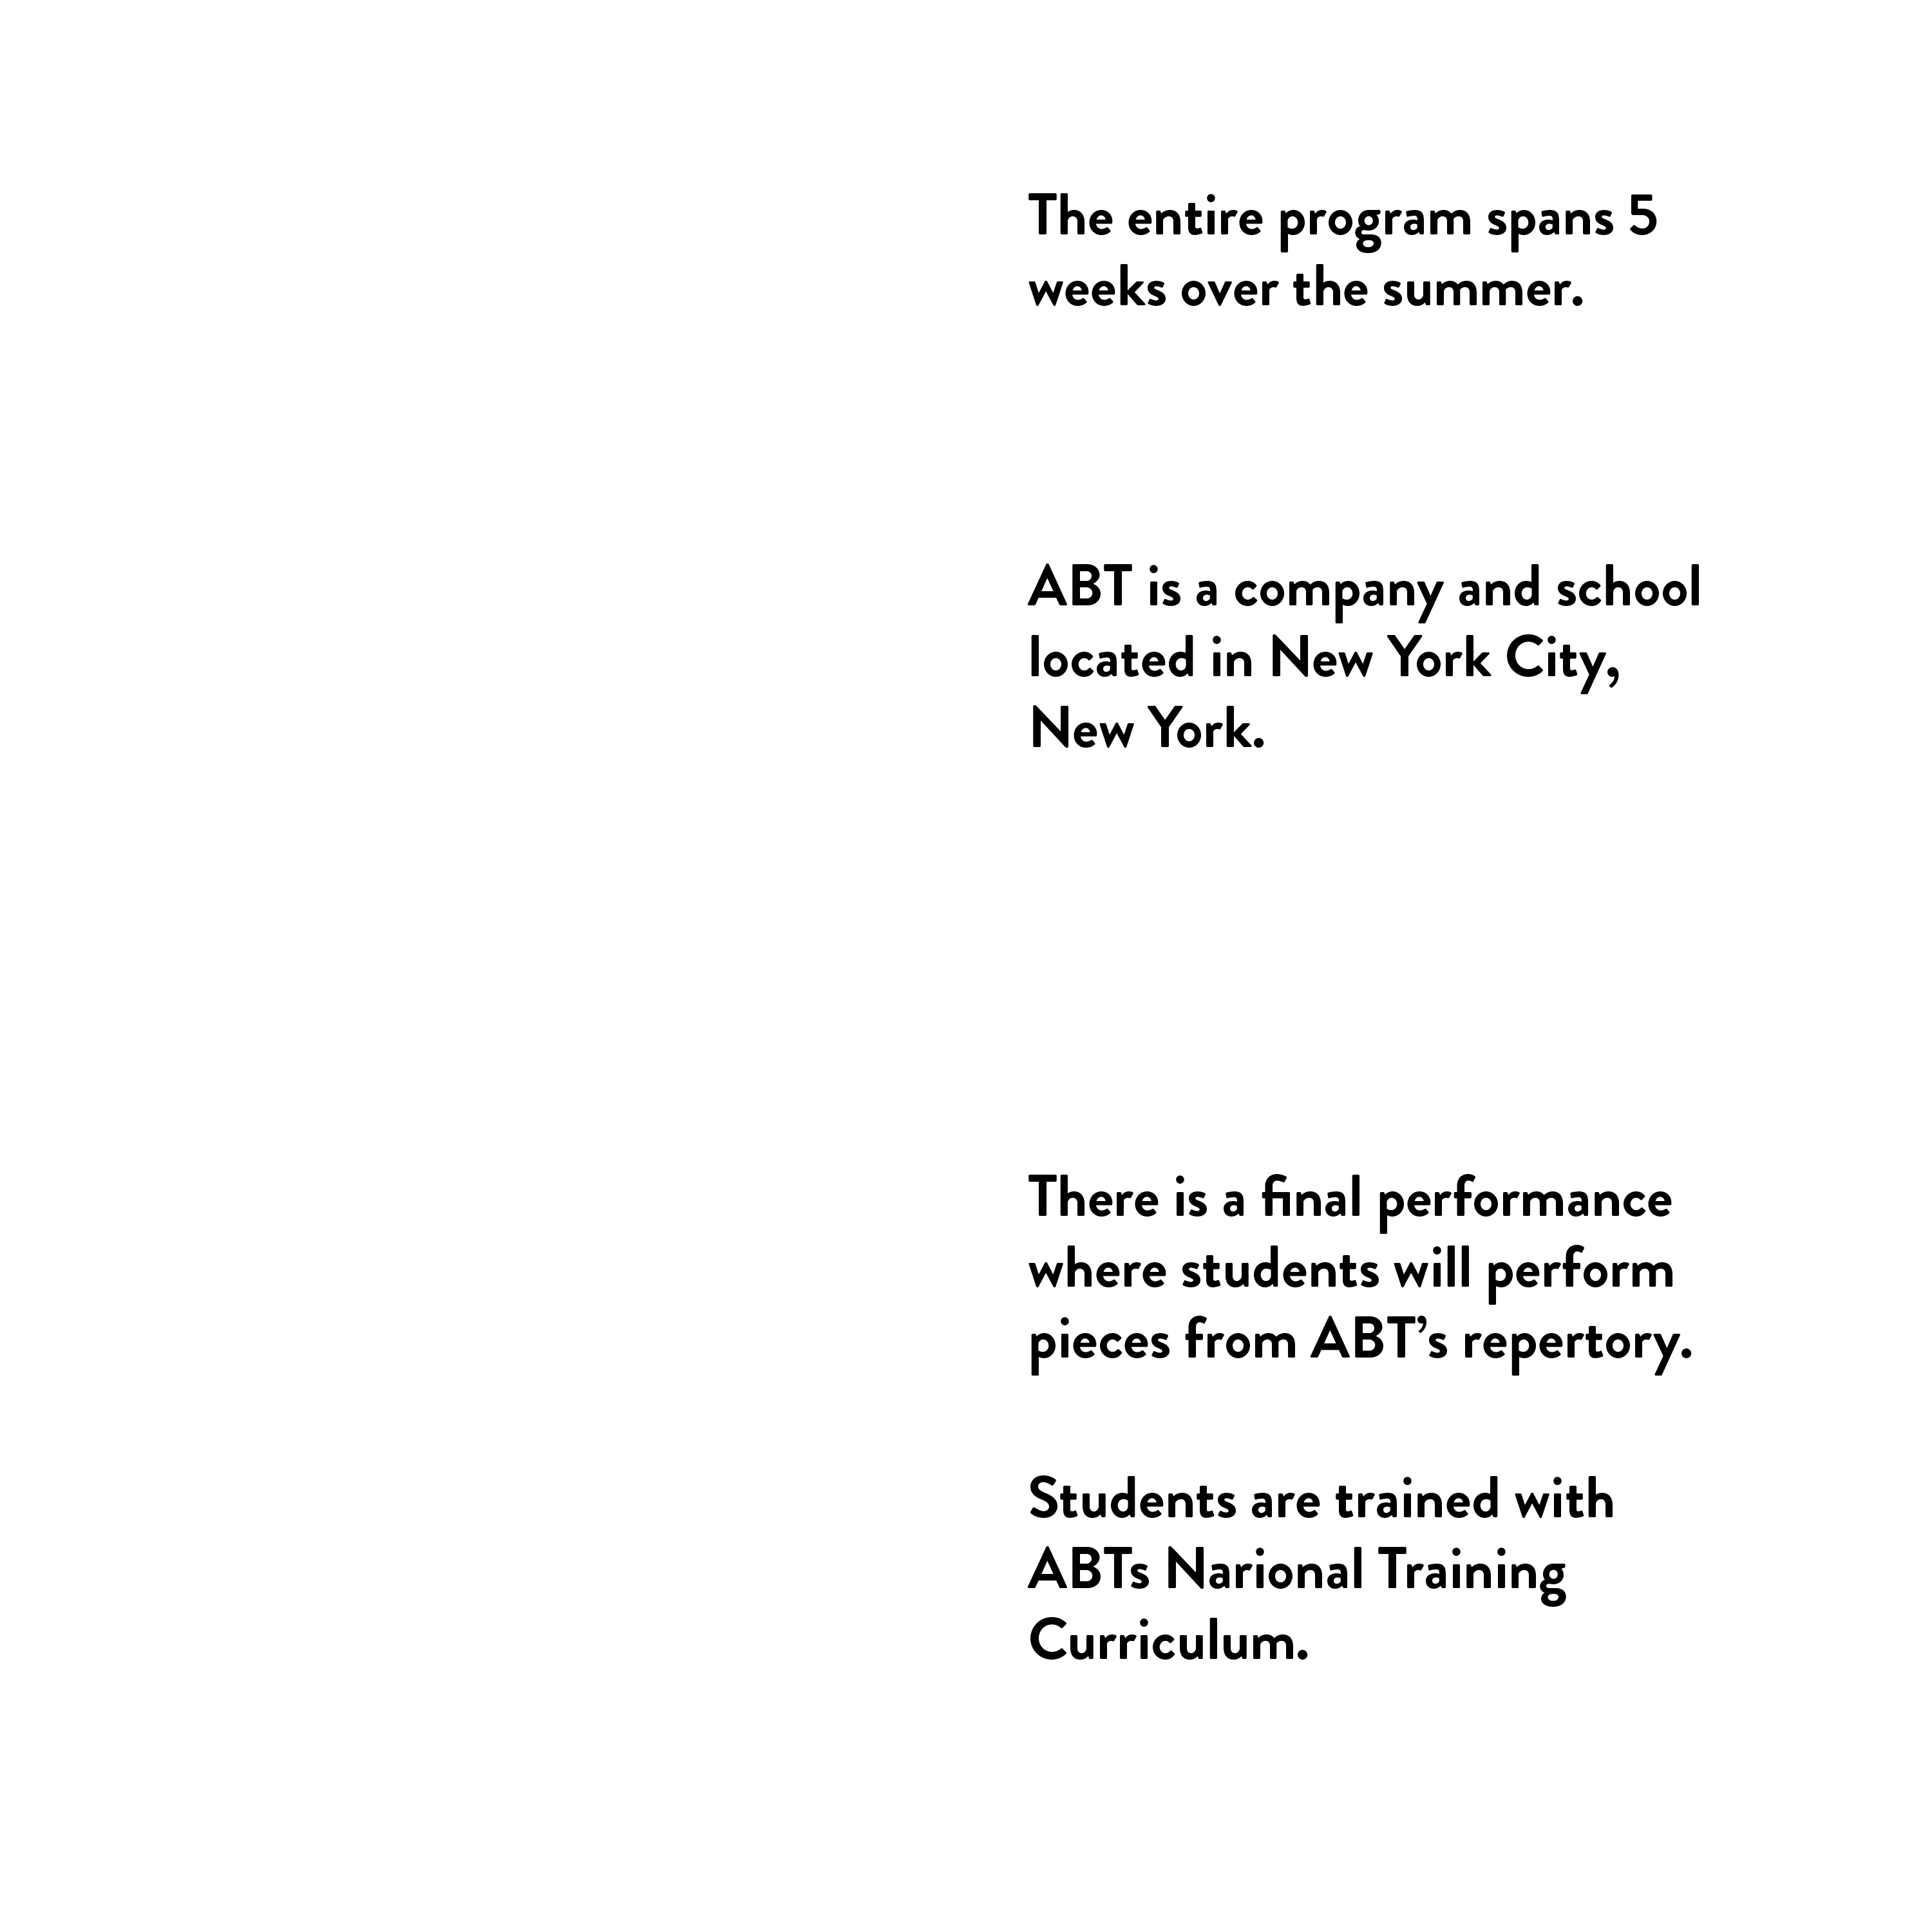 The entire program spans 5
weeks over the summer.
ABT is a company and school
located in New York City,
New York.
There is a final performance
where students will perform
pieces from ABT’s repertory.
Students are trained with
ABTs Narional Training
Curriculum.